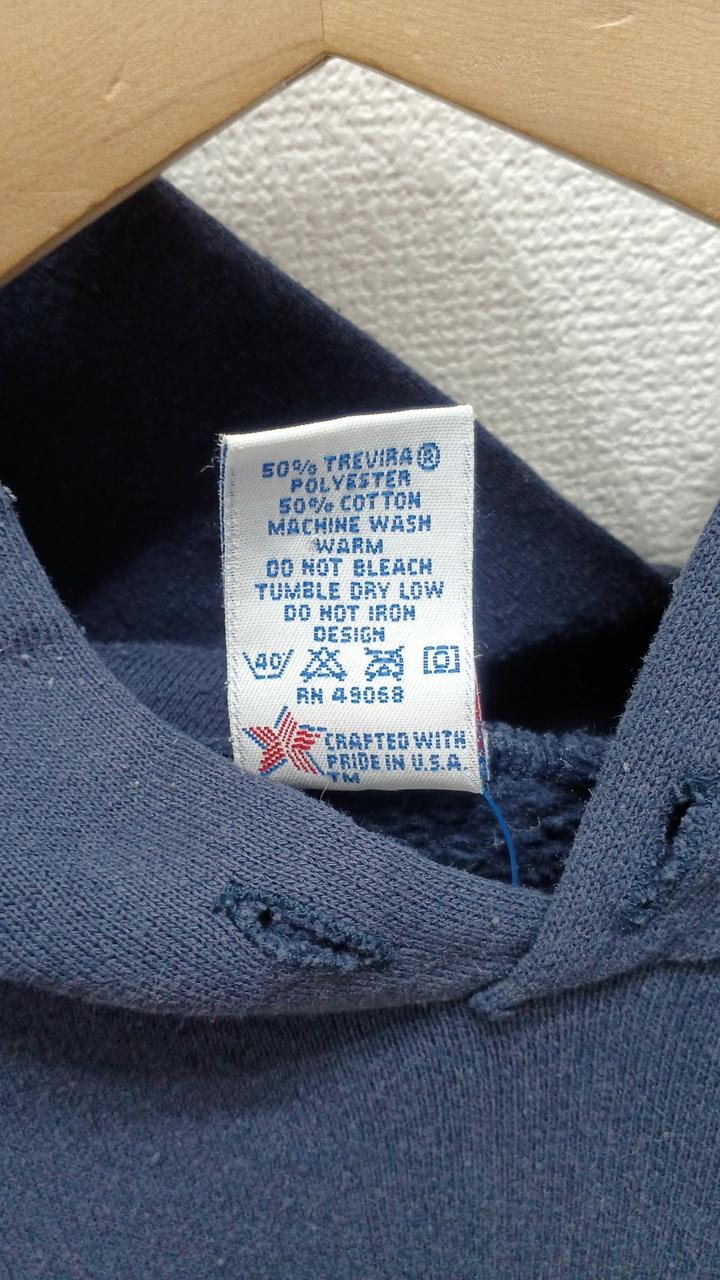 50% TREVIRA®
POLYESTER
50% COTTON
MACHINE WASH
WARM
DO NOT BLEACH
TUMBLE DRY LOW
DO NOT IRON
DESIGN
40
RN 49068
CRAFTED WITH
PRIDE IN U.S.A.
TM